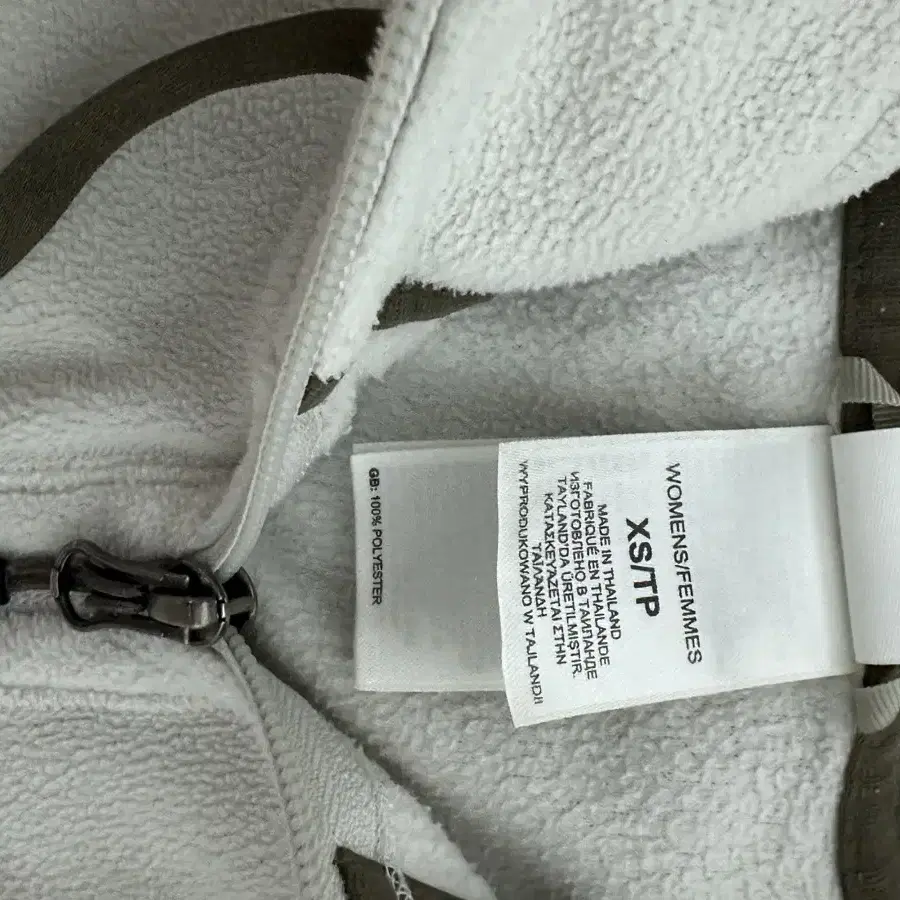 WOMENS/FEMMES
XS/TP
MADE IN THAILAND
FABRIQUÉ EN THAILANDE
ИЗГОТОВЛЕНО В ТАИЛАНДЕ
TAYLAND'DA ÜRETILMIŞTIR.
ΚΑΤΑΣΚΕΥΑΖΕΤΑΙ ΣΤΗΝ
ΤΑΪΛΑΝΔΗ
WYPRODUKOWANO W TAJLANDII
GB: 100% POLYESTER